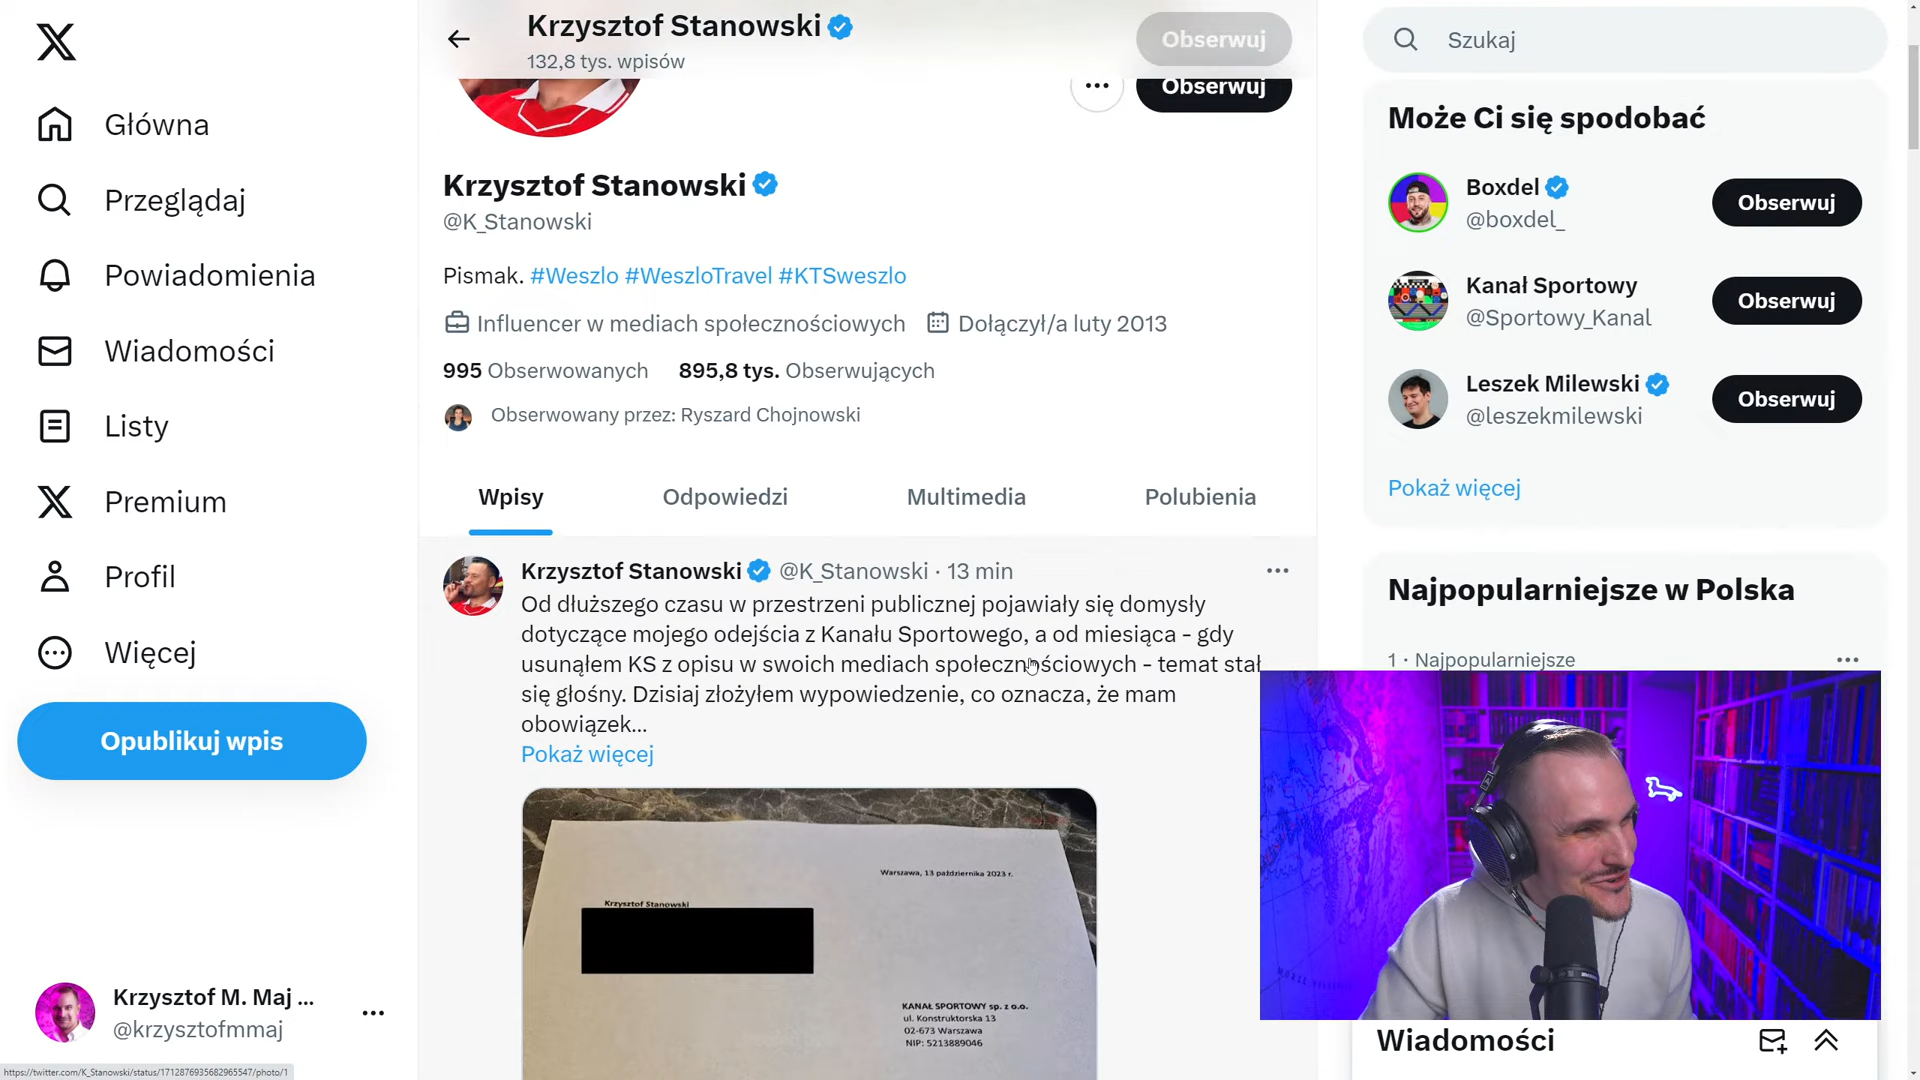 Główna
Przeglądaj
Powiadomienia
Wiadomości
Listy
Premium
Profil
Więcej
Opublikuj wpis
Krzysztof M. Maj ...
@krzysztofmmaj
https://twitter.com/K_Stanowski/status/1712876935682965547/photo/1
Krzysztof Stanowski
132,8 tys. wpisów
Obserwuj
Obserwuj
Krzysztof Stanowski
@K_Stanowski
Pismak. #Weszlo #WeszloTravel #KTSweszlo
Influencer w mediach społecznościowych Dołączył/a luty 2013
995 Obserwowanych 895,8 tys. Obserwujących
Obserwowany przez: Ryszard Chojnowski
Wpisy Odpowiedzi Multimedia Polubienia
Krzysztof Stanowski @K_Stanowski · 13 min
Od dłuższego czasu w przestrzeni publicznej pojawiały się domysły
dotyczące mojego odejścia z Kanału Sportowego, a od miesiąca - gdy
usunąłem KS z opisu w swoich mediach społecznościowych - temat stał
się głośny. Dzisiaj złożyłem wypowiedzenie, co oznacza, że mam
obowiązek...
Pokaż więcej
Warszawa, 13 października 2023 r.
Krzysztof Stanowski
KANAŁ SPORTOWY sp. z o.o.
ul. Konstruktorska 13
02-673 Warszawa
NIP: 5213889046
Szukaj
Może Ci się spodobać
Boxdel
@boxdel_
Obserwuj
Kanał Sportowy
@Sportowy_Kanal
Obserwuj
Leszek Milewski
@leszekmilewski
Obserwuj
Pokaż więcej
Najpopularniejsze w Polska
1 · Najpopularniejsze
Wiadomości